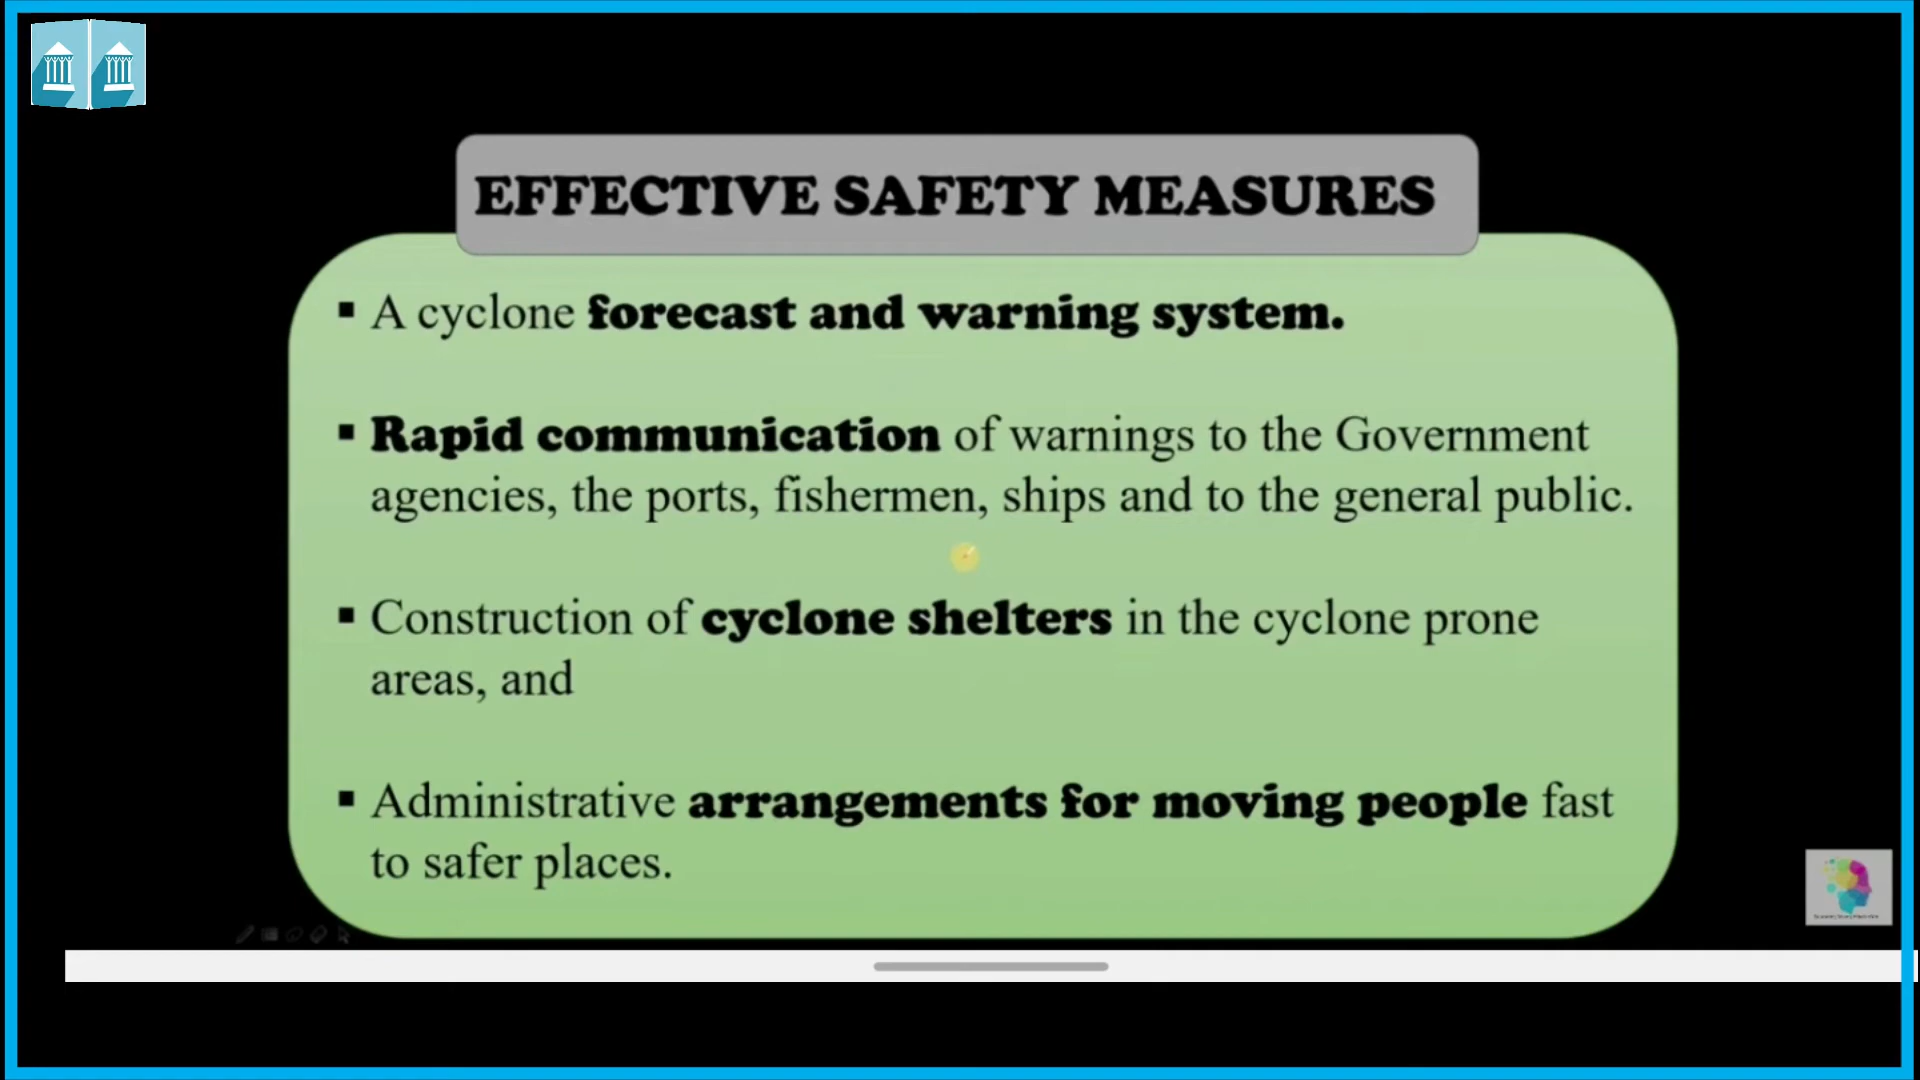 EFFECTIVE SAFETY MEASURES
▪ A cyclone forecast and warning system.
▪ Rapid communication of warnings to the Government
agencies, the ports, fishermen, ships and to the general public.
▪ Construction of cyclone shelters in the cyclone prone
areas, and
▪ Administrative arrangements for moving people fast
to safer places.